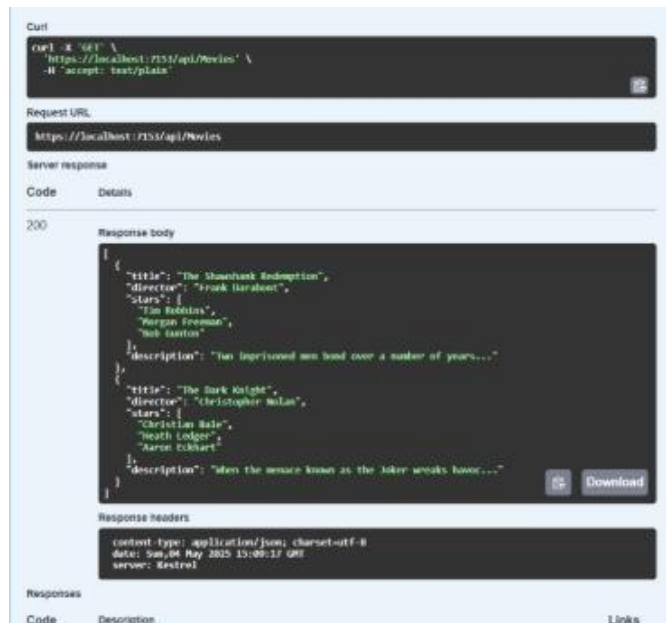 Curl
curl -X 'GET' \
'https://localhost:7153/api/Movies' \
-H 'accept: text/plain'
Request URL
https://localhost:7153/api/Movies
Server response
Code Details
200
Response body
[
{
"title": "The Shawshank Redemption",
"director": "Frank Darabont",
"stars": [
"Tim Robbins",
"Morgan Freeman",
"Bob Gunton"
],
"description": "Two imprisoned men bond over a number of years..."
},
{
"title": "The Dark Knight",
"director": "Christopher Nolan",
"stars": [
"Christian Bale",
"Heath Ledger",
"Aaron Eckhart"
],
"description": "When the menace known as the Joker wreaks havoc..."
}
]
Download
Response headers
content-type: application/json; charset=utf-8
date: Sun,04 May 2025 15:09:17 GMT
server: Kestrel
Responses
Code Description Links